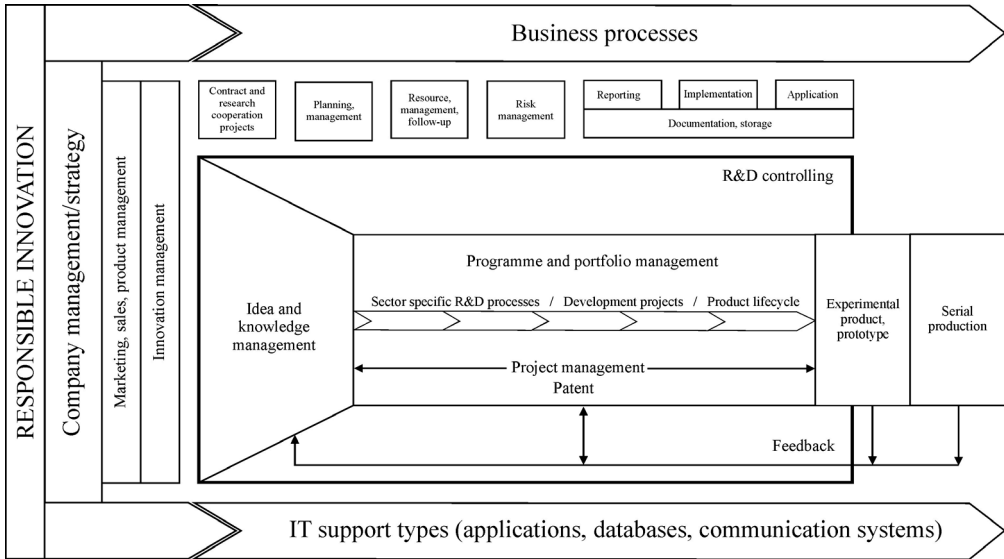 RESPONSIBLE INNOVATION
Company management/strategy
Marketing, sales, product management
Innovation management
Business processes
Contract and
research
cooperation
projects
Planning,
management
Resource,
management,
follow-up
Risk
management
Reporting
Implementation
Application
Documentation, storage
R&D controlling
Idea and
knowledge
management
Programme and portfolio management
Sector specific R&D processes / Development projects / Product lifecycle
Project management
Patent
Experimental
product,
prototype
Serial
production
Feedback
IT support types (applications, databases, communication systems)